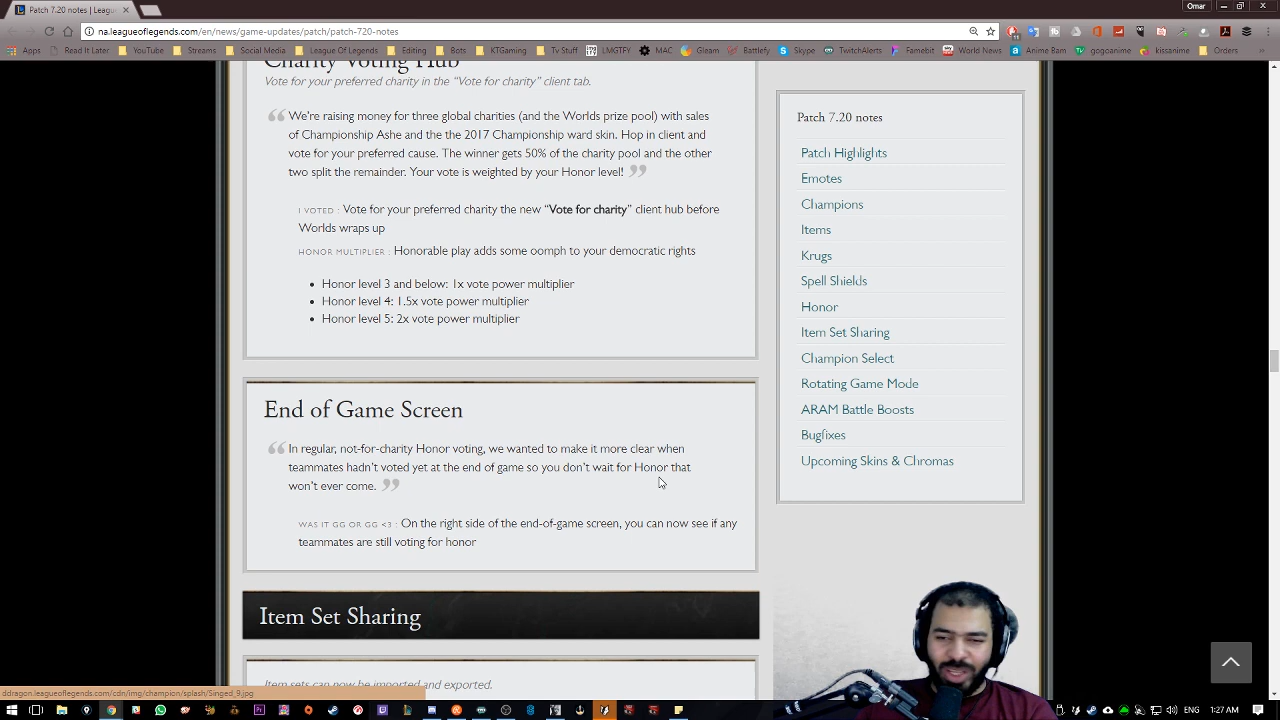 Patch 7.20 notes | Leagu
Omar
na.leagueoflegends.com/en/news/game-updates/patch/patch-720-notes
Apps
Read It Later
YouTube
Streams
Social Media
League Of Legends
Editing
Bots
KTGaming
Tv Stuff
LMGTFY
MAC
Gleam
Battlefy
Skype
TwitchAlerts
Famebit
World News
Anime Bam
gogoanime
kissanime
Orders
Charity Voting Hub
Vote for your preferred charity in the “Vote for charity” client tab.
We’re raising money for three global charities (and the Worlds prize pool) with sales
of Championship Ashe and the the 2017 Championship ward skin. Hop in client and
vote for your preferred cause. The winner gets 50% of the charity pool and the other
two split the remainder. Your vote is weighted by your Honor level!
I VOTED : Vote for your preferred charity the new “Vote for charity” client hub before
Worlds wraps up
HONOR MULTIPLIER : Honorable play adds some oomph to your democratic rights
Honor level 3 and below: 1x vote power multiplier
Honor level 4: 1.5x vote power multiplier
Honor level 5: 2x vote power multiplier
End of Game Screen
In regular, not-for-charity Honor voting, we wanted to make it more clear when
teammates hadn’t voted yet at the end of game so you don’t wait for Honor that
won’t ever come.
WAS IT GG OR GG <3 : On the right side of the end-of-game screen, you can now see if any
teammates are still voting for honor
Item Set Sharing
Item sets can now be imported and exported.
Patch 7.20 notes
Patch Highlights
Emotes
Champions
Items
Krugs
Spell Shields
Honor
Item Set Sharing
Champion Select
Rotating Game Mode
ARAM Battle Boosts
Bugfixes
Upcoming Skins & Chromas
ddragon.leagueoflegends.com/cdn/img/champion/splash/Singed_9.jpg
ENG
1:27 AM